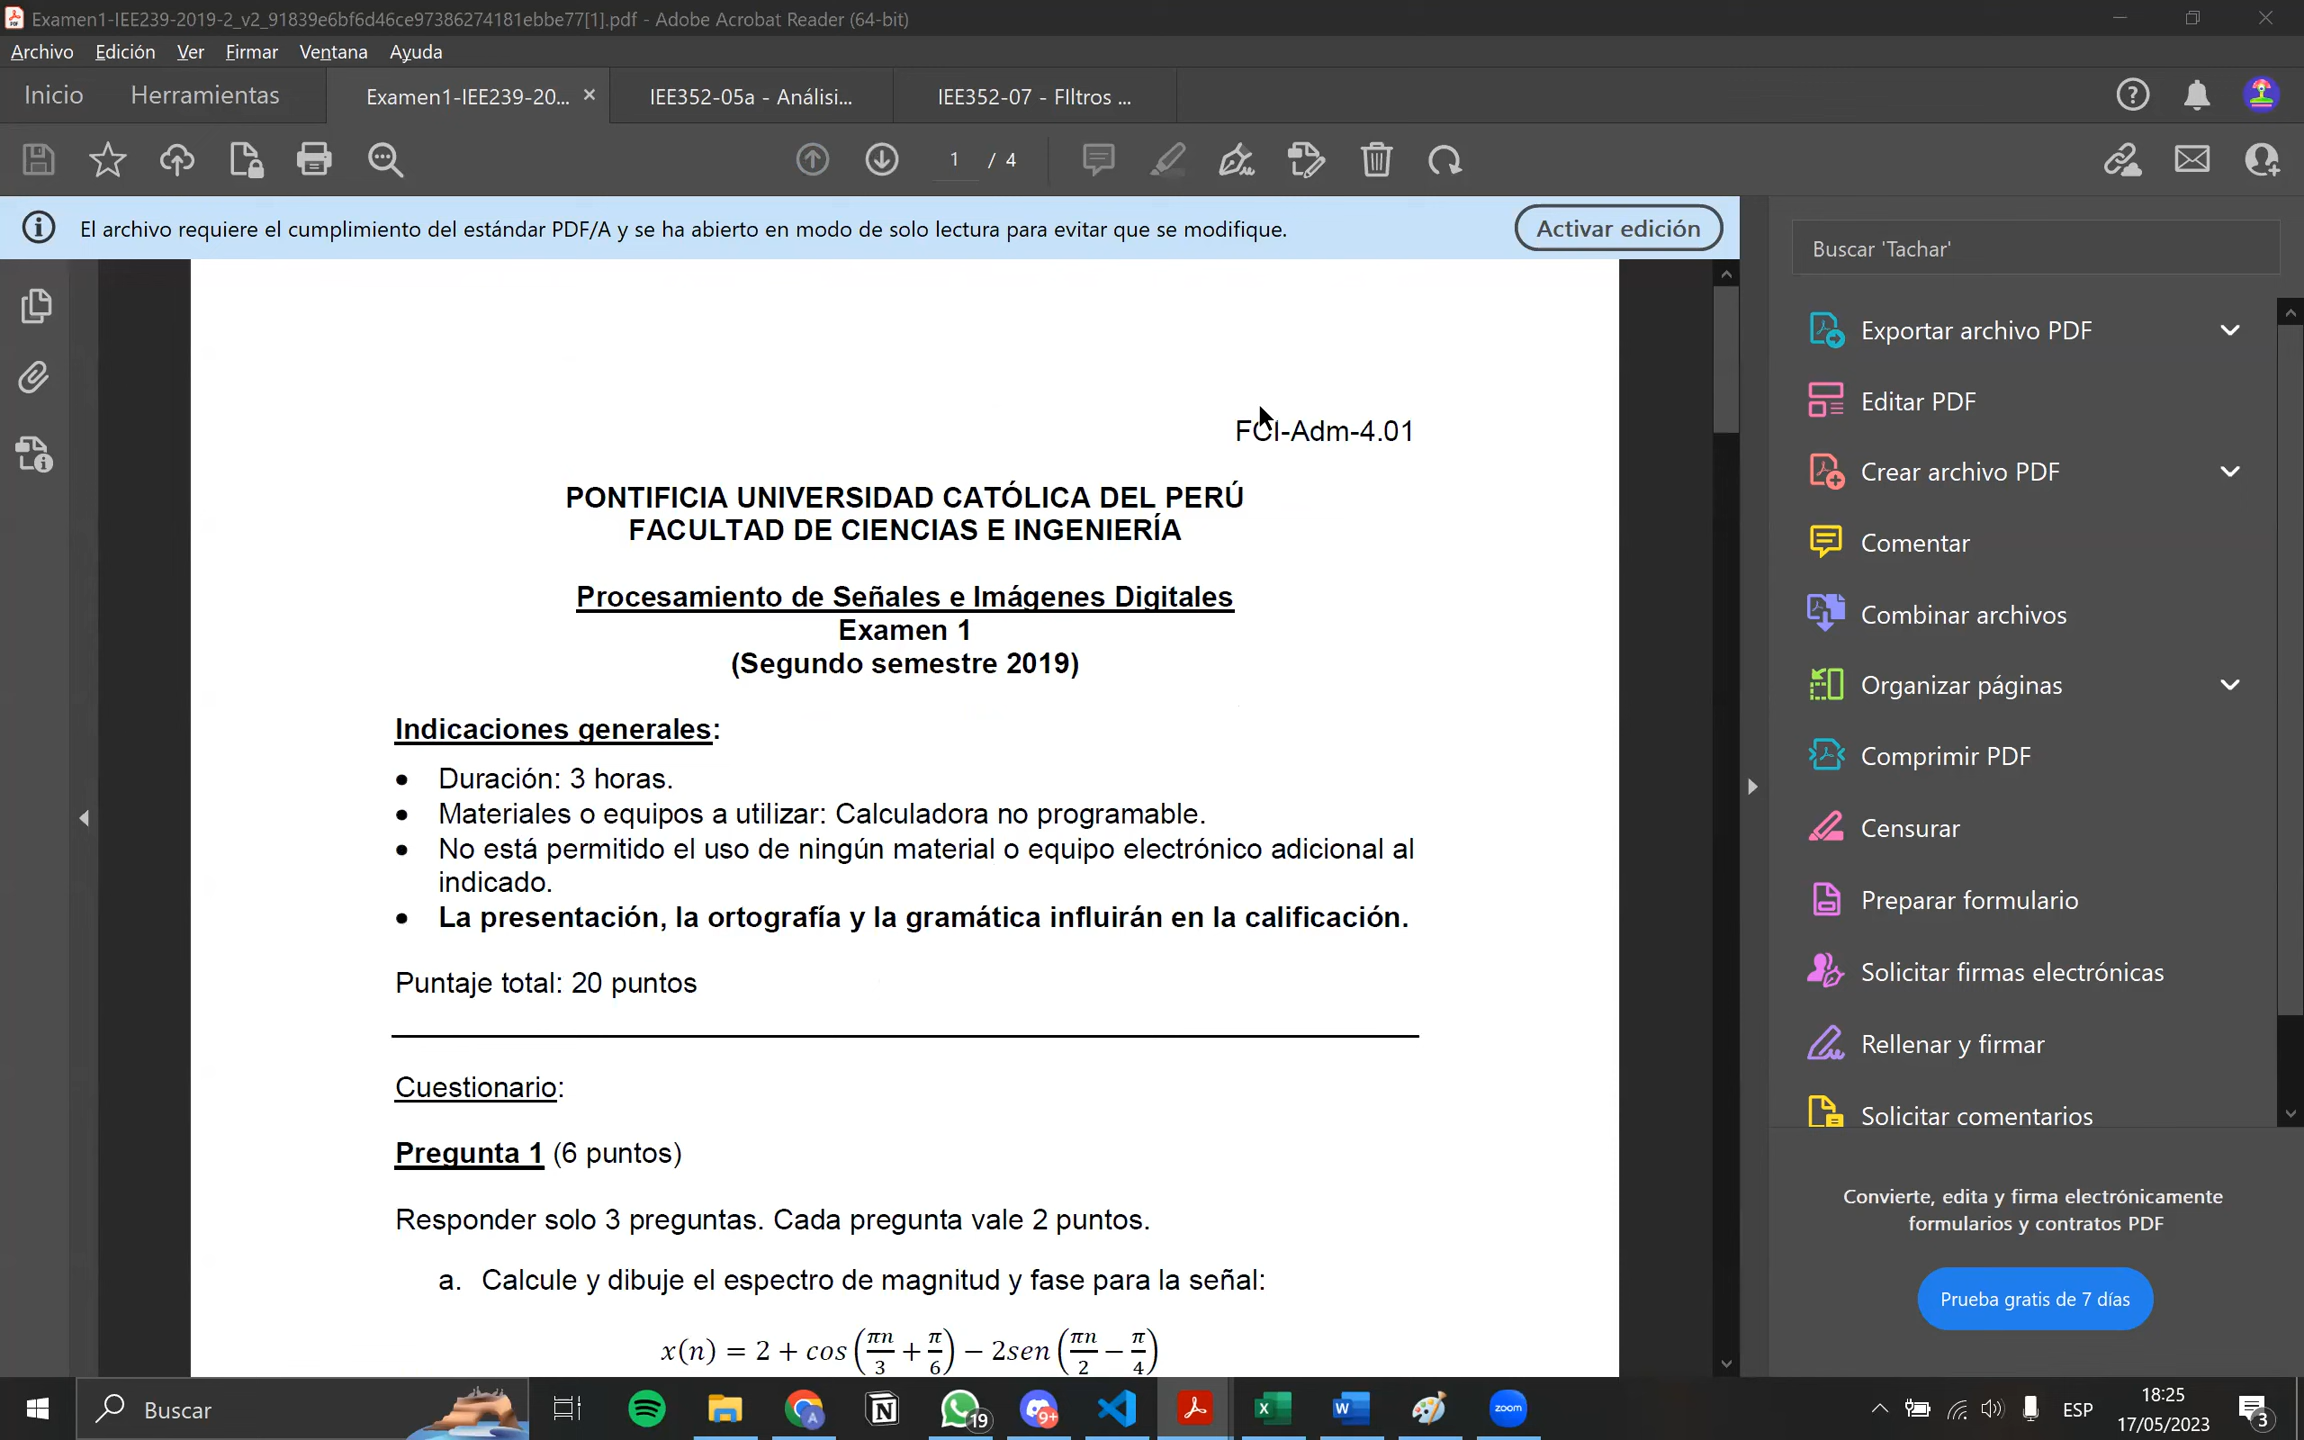 Examen1-IEE239-2019-2_v2_91839e6bf6d46ce97386274181ebbe77[1].pdf - Adobe Acrobat Reader (64-bit)
Archivo Edición Ver Firmar Ventana Ayuda
Inicio Herramientas Examen1-IEE239-20... × IEE352-05a - Análisi... IEE352-07 - FIltros ...
1 / 4
El archivo requiere el cumplimiento del estándar PDF/A y se ha abierto en modo de solo lectura para evitar que se modifique. Activar edición
FCI-Adm-4.01
PONTIFICIA UNIVERSIDAD CATÓLICA DEL PERÚ
FACULTAD DE CIENCIAS E INGENIERÍA
Procesamiento de Señales e Imágenes Digitales
Examen 1
(Segundo semestre 2019)
Indicaciones generales:
• Duración: 3 horas.
• Materiales o equipos a utilizar: Calculadora no programable.
• No está permitido el uso de ningún material o equipo electrónico adicional al
indicado.
• La presentación, la ortografía y la gramática influirán en la calificación.
Puntaje total: 20 puntos
Cuestionario:
Pregunta 1 (6 puntos)
Responder solo 3 preguntas. Cada pregunta vale 2 puntos.
a. Calcule y dibuje el espectro de magnitud y fase para la señal:
x(n) = 2 + cos(πn/3 + π/6) − 2sen(πn/2 − π/4)
Buscar 'Tachar'
Exportar archivo PDF
Editar PDF
Crear archivo PDF
Comentar
Combinar archivos
Organizar páginas
Comprimir PDF
Censurar
Preparar formulario
Solicitar firmas electrónicas
Rellenar y firmar
Solicitar comentarios
Convierte, edita y firma electrónicamente
formularios y contratos PDF
Prueba gratis de 7 días
Buscar
A
19
9+
zoom
ESP
18:25
17/05/2023
3